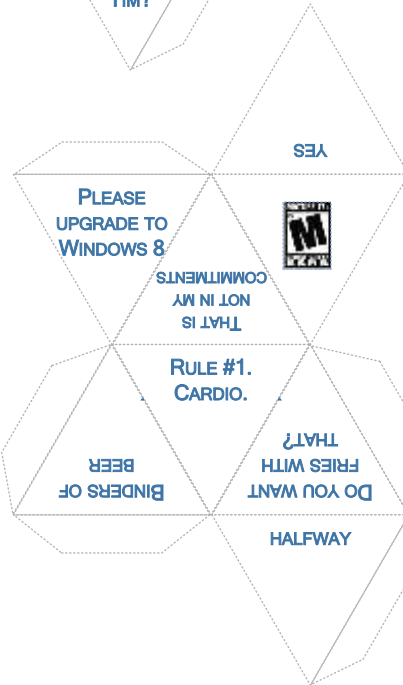 TIM?
YES
PLEASE
UPGRADE TO
WINDOWS 8
M
THAT IS
NOT IN MY
COMMITMENTS
RULE #1.
CARDIO.
BINDERS OF
BEER
DO YOU WANT
FRIES WITH
THAT?
HALFWAY